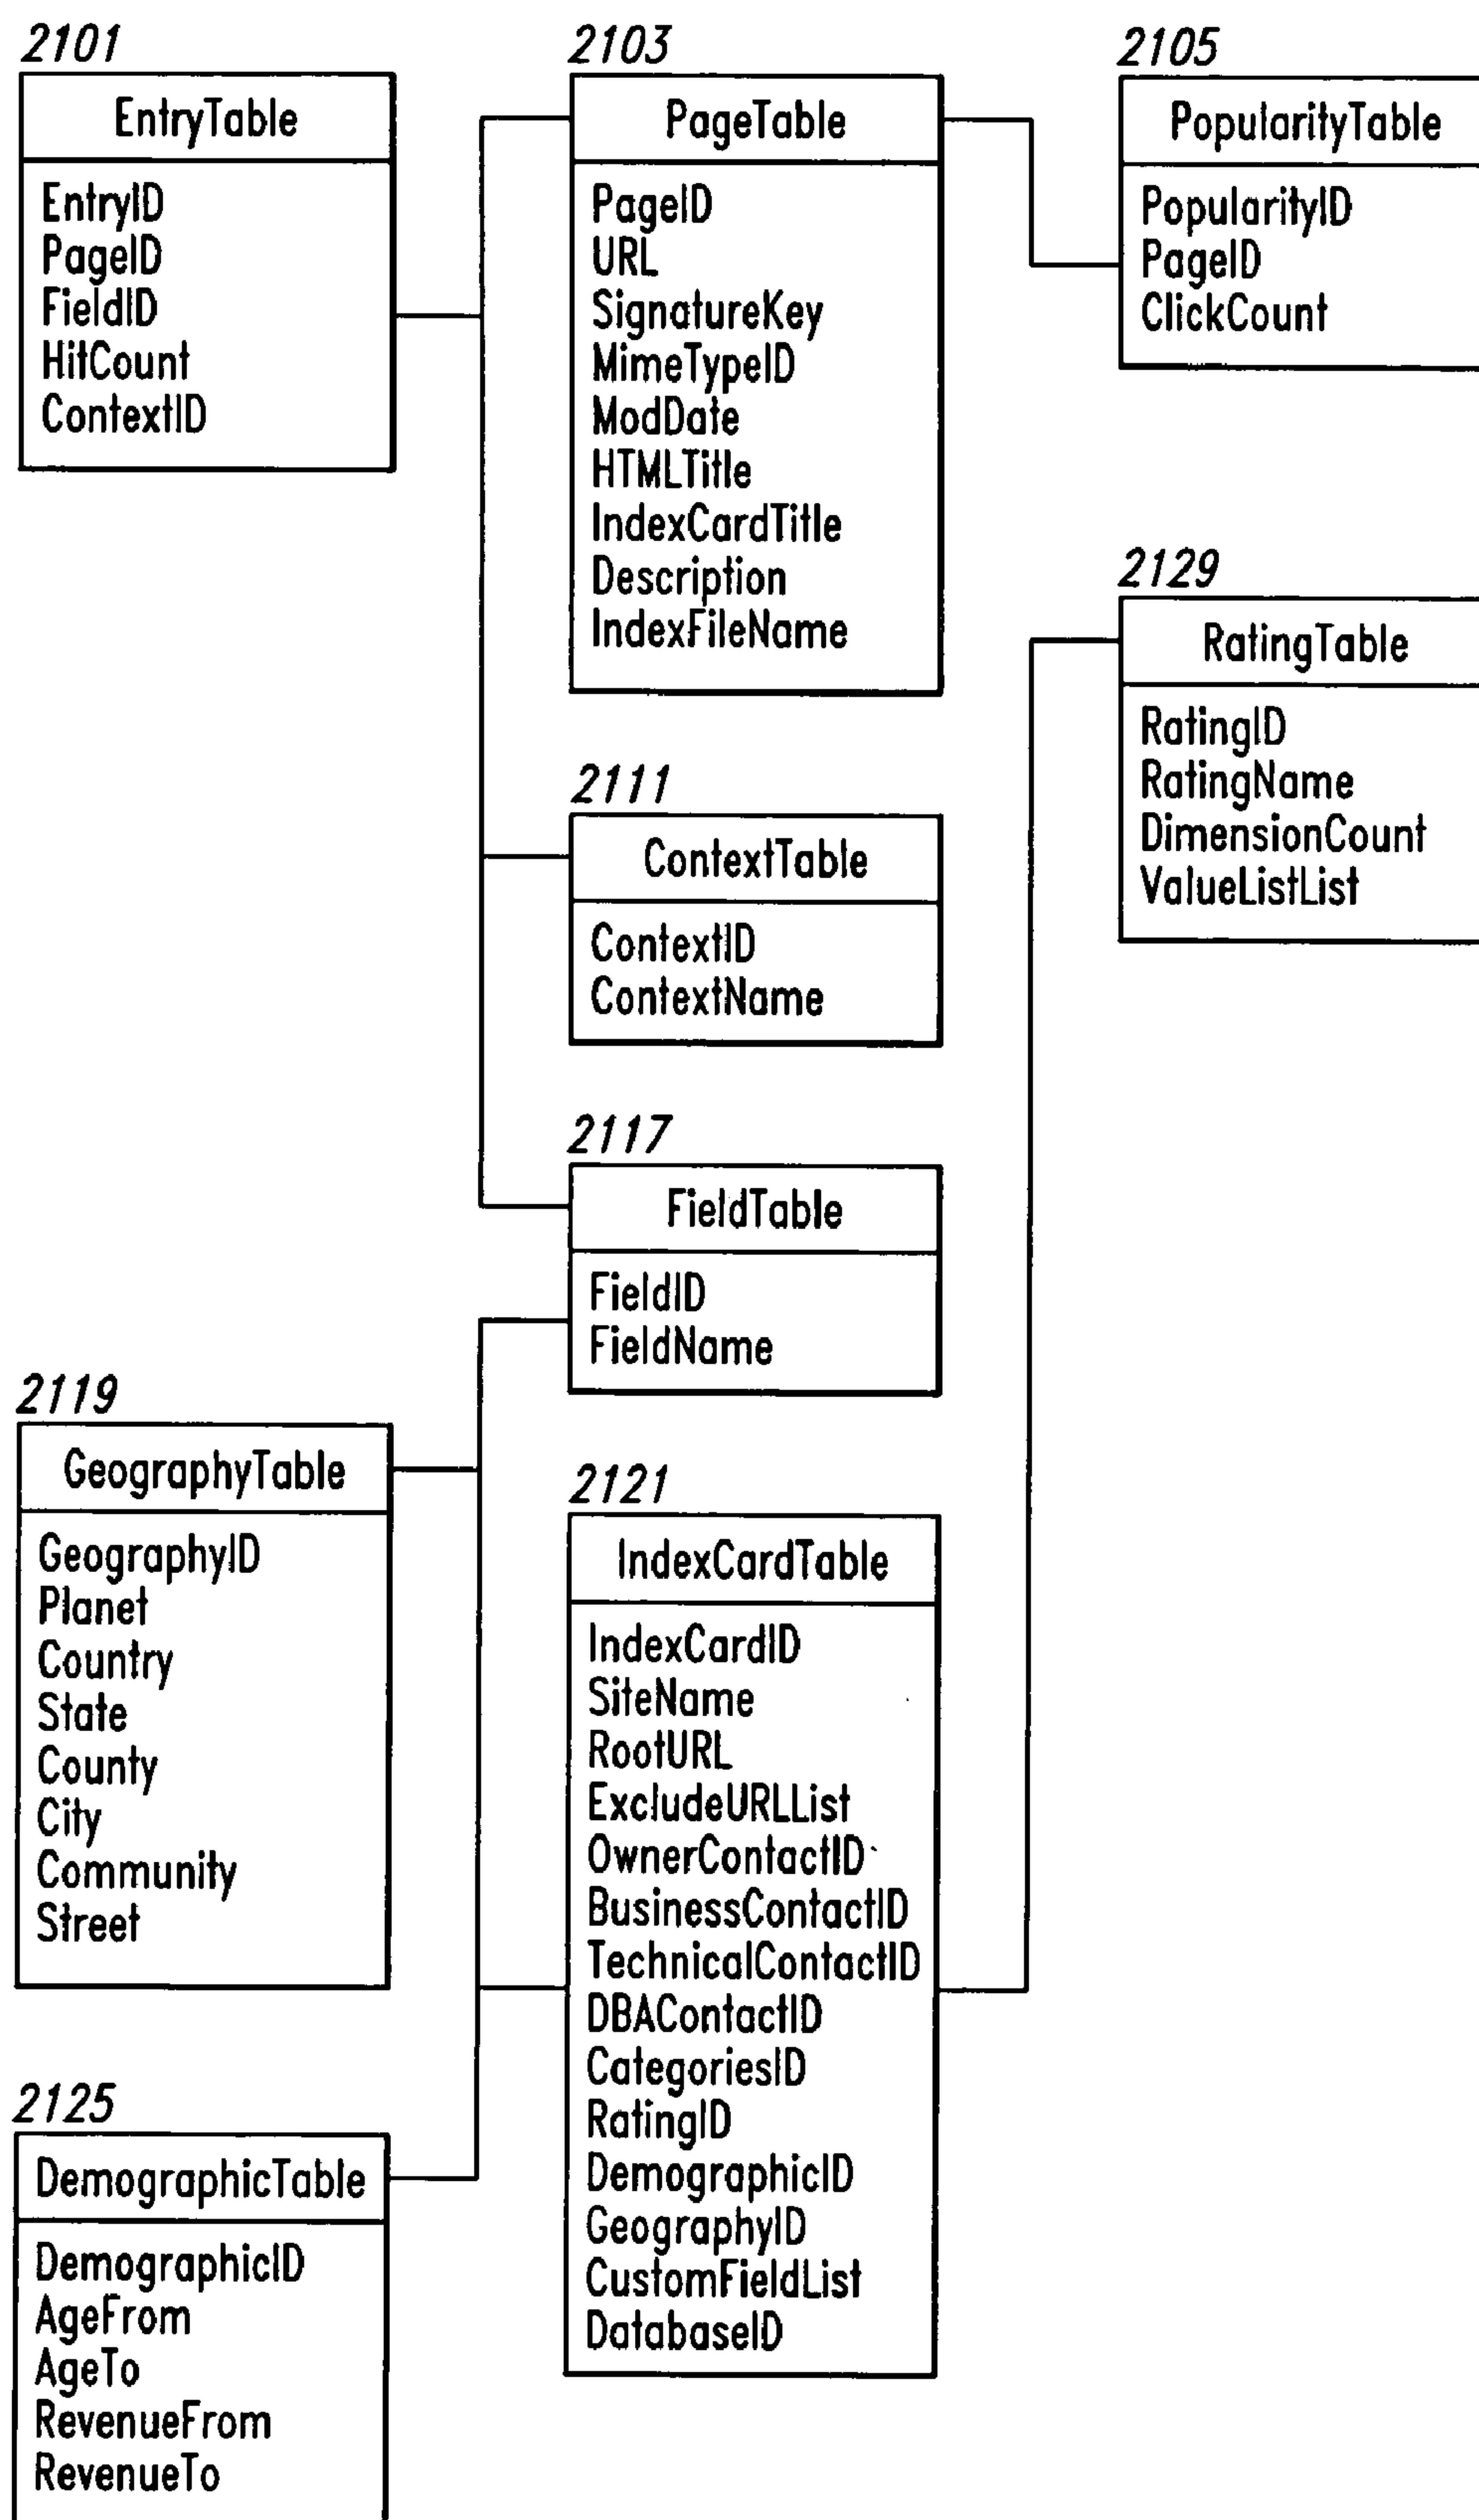 2101
EntryTable
EntryID
PageID
FieldID
HitCount
ContextID
2103
PageTable
PageID
URL
SignatureKey
MimeTypeID
ModDate
HTMLTitle
IndexCardTitle
Description
IndexFileName
2105
PopularityTable
PopularityID
PageID
ClickCount
2129
RatingTable
RatingID
RatingName
DimensionCount
ValueListList
2111
ContextTable
ContextID
ContextName
2117
FieldTable
FieldID
FieldName
2119
GeographyTable
GeographyID
Planet
Country
State
County
City
Community
Street
2121
IndexCardTable
IndexCardID
SiteName
RootURL
ExcludeURLList
OwnerContactID
BusinessContactID
TechnicalContactID
DBAContactID
CategoriesID
RatingID
DemographicID
GeographyID
CustomFieldList
DatabaseID
2125
DemographicTable
DemographicID
AgeFrom
AgeTo
RevenueFrom
RevenueTo